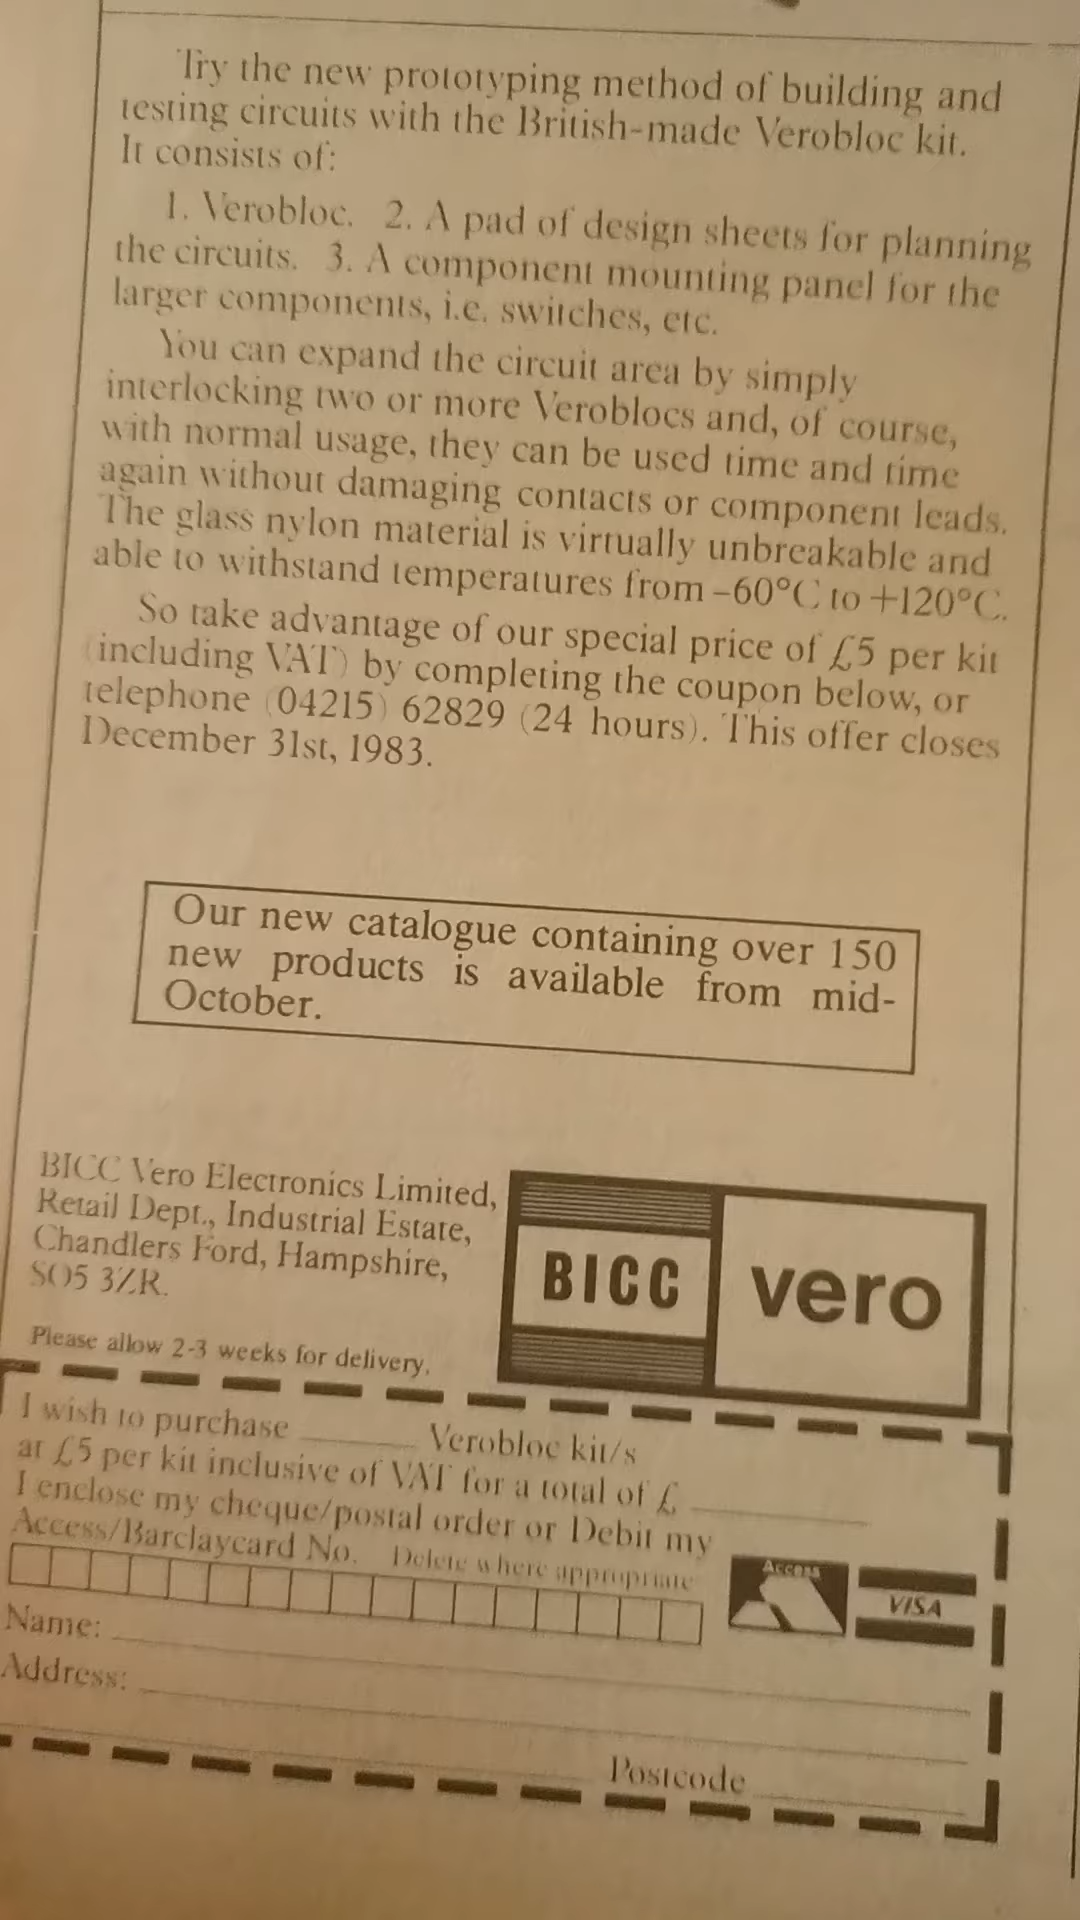 Try the new prototyping method of building and
testing circuits with the British-made Verobloc kit.
It consists of:
1. Verobloc. 2. A pad of design sheets for planning
the circuits. 3. A component mounting panel for the
larger components, i.e. switches, etc.
You can expand the circuit area by simply
interlocking two or more Veroblocs and, of course,
with normal usage, they can be used time and time
again without damaging contacts or component leads.
The glass nylon material is virtually unbreakable and
able to withstand temperatures from –60°C to +120°C.
So take advantage of our special price of £5 per kit
(including VAT) by completing the coupon below, or
telephone (04215) 62829 (24 hours). This offer closes
December 31st, 1983.
Our new catalogue containing over 150
new products is available from mid-
October.
BICC Vero Electronics Limited,
Retail Dept., Industrial Estate,
Chandlers Ford, Hampshire,
SO5 3ZR.
BICC vero
Please allow 2-3 weeks for delivery.
I wish to purchase ______ Verobloc kit/s
at £5 per kit inclusive of VAT for a total of £ ______
I enclose my cheque/postal order or Debit my
Access/Barclaycard No. Delete where appropriate
Access VISA
Name:
Address:
Postcode